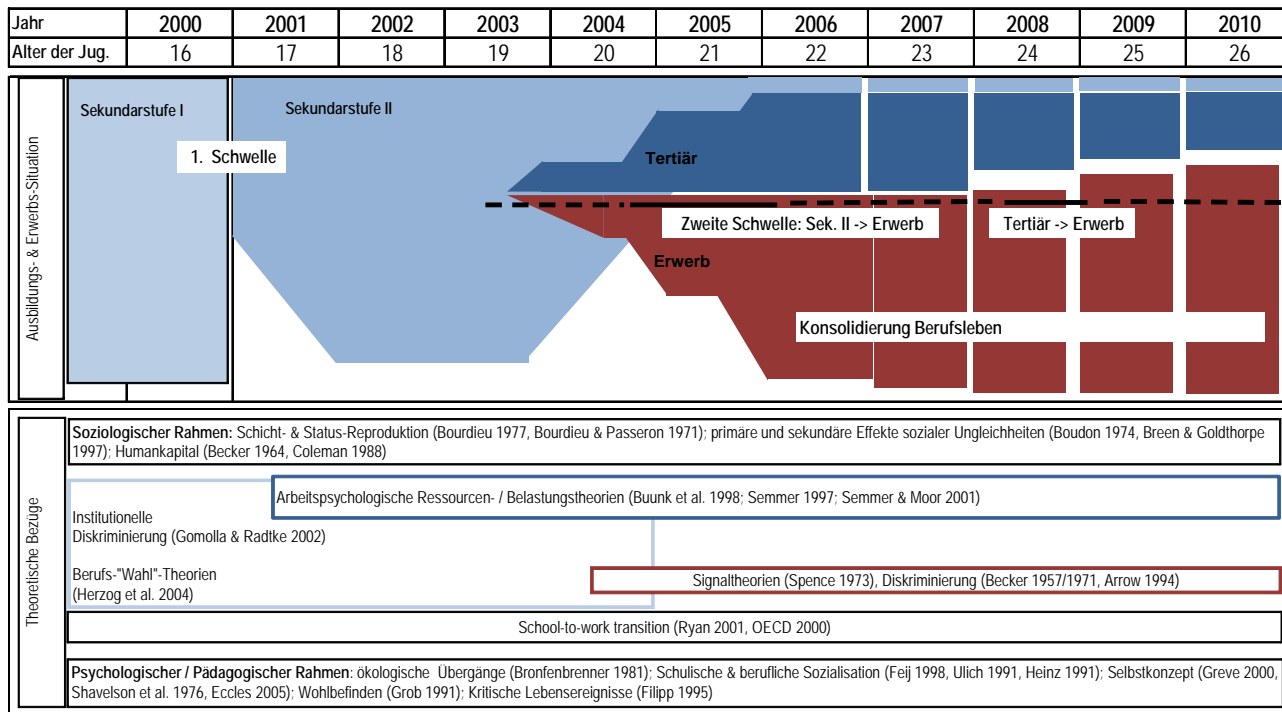 Jahr 2000 2001 2002 2003 2004 2005 2006 2007 2008 2009 2010
Alter der Jug. 16 17 18 19 20 21 22 23 24 25 26
Ausbildungs- & Erwerbs-Situation
Sekundarstufe I
Sekundarstufe II
1. Schwelle
Tertiär
Zweite Schwelle: Sek. II -> Erwerb
Tertiär -> Erwerb
Erwerb
Konsolidierung Berufsleben
Theoretische Bezüge
Soziologischer Rahmen: Schicht- & Status-Reproduktion (Bourdieu 1977, Bourdieu & Passeron 1971); primäre und sekundäre Effekte sozialer Ungleichheiten (Boudon 1974, Breen & Goldthorpe
1997); Humankapital (Becker 1964, Coleman 1988)
Arbeitspsychologische Ressourcen- / Belastungstheorien (Buunk et al. 1998; Semmer 1997; Semmer & Moor 2001)
Institutionelle
Diskriminierung (Gomolla & Radtke 2002)
Berufs-"Wahl"-Theorien
(Herzog et al. 2004)
Signaltheorien (Spence 1973), Diskriminierung (Becker 1957/1971, Arrow 1994)
School-to-work transition (Ryan 2001, OECD 2000)
Psychologischer / Pädagogischer Rahmen: ökologische Übergänge (Bronfenbrenner 1981); Schulische & berufliche Sozialisation (Feij 1998, Ulich 1991, Heinz 1991); Selbstkonzept (Greve 2000,
Shavelson et al. 1976, Eccles 2005); Wohlbefinden (Grob 1991); Kritische Lebensereignisse (Filipp 1995)